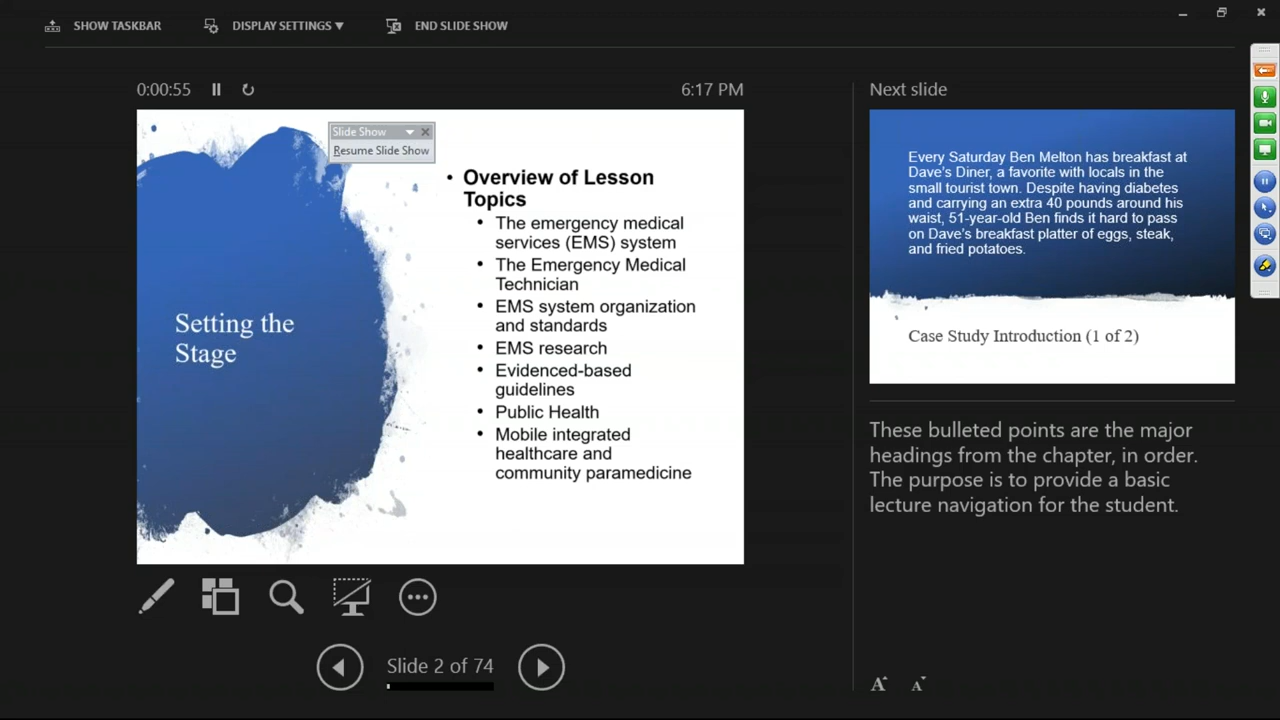 SHOW TASKBAR
DISPLAY SETTINGS
END SLIDE SHOW
0:00:55
6:17 PM
Next slide
Slide Show
Resume Slide Show
Setting the
Stage
• Overview of Lesson
Topics
• The emergency medical
services (EMS) system
• The Emergency Medical
Technician
• EMS system organization
and standards
• EMS research
• Evidenced-based
guidelines
• Public Health
• Mobile integrated
healthcare and
community paramedicine
Every Saturday Ben Melton has breakfast at
Dave's Diner, a favorite with locals in the
small tourist town. Despite having diabetes
and carrying an extra 40 pounds around his
waist, 51-year-old Ben finds it hard to pass
on Dave's breakfast platter of eggs, steak,
and fried potatoes.
Case Study Introduction (1 of 2)
These bulleted points are the major
headings from the chapter, in order.
The purpose is to provide a basic
lecture navigation for the student.
Slide 2 of 74
A A